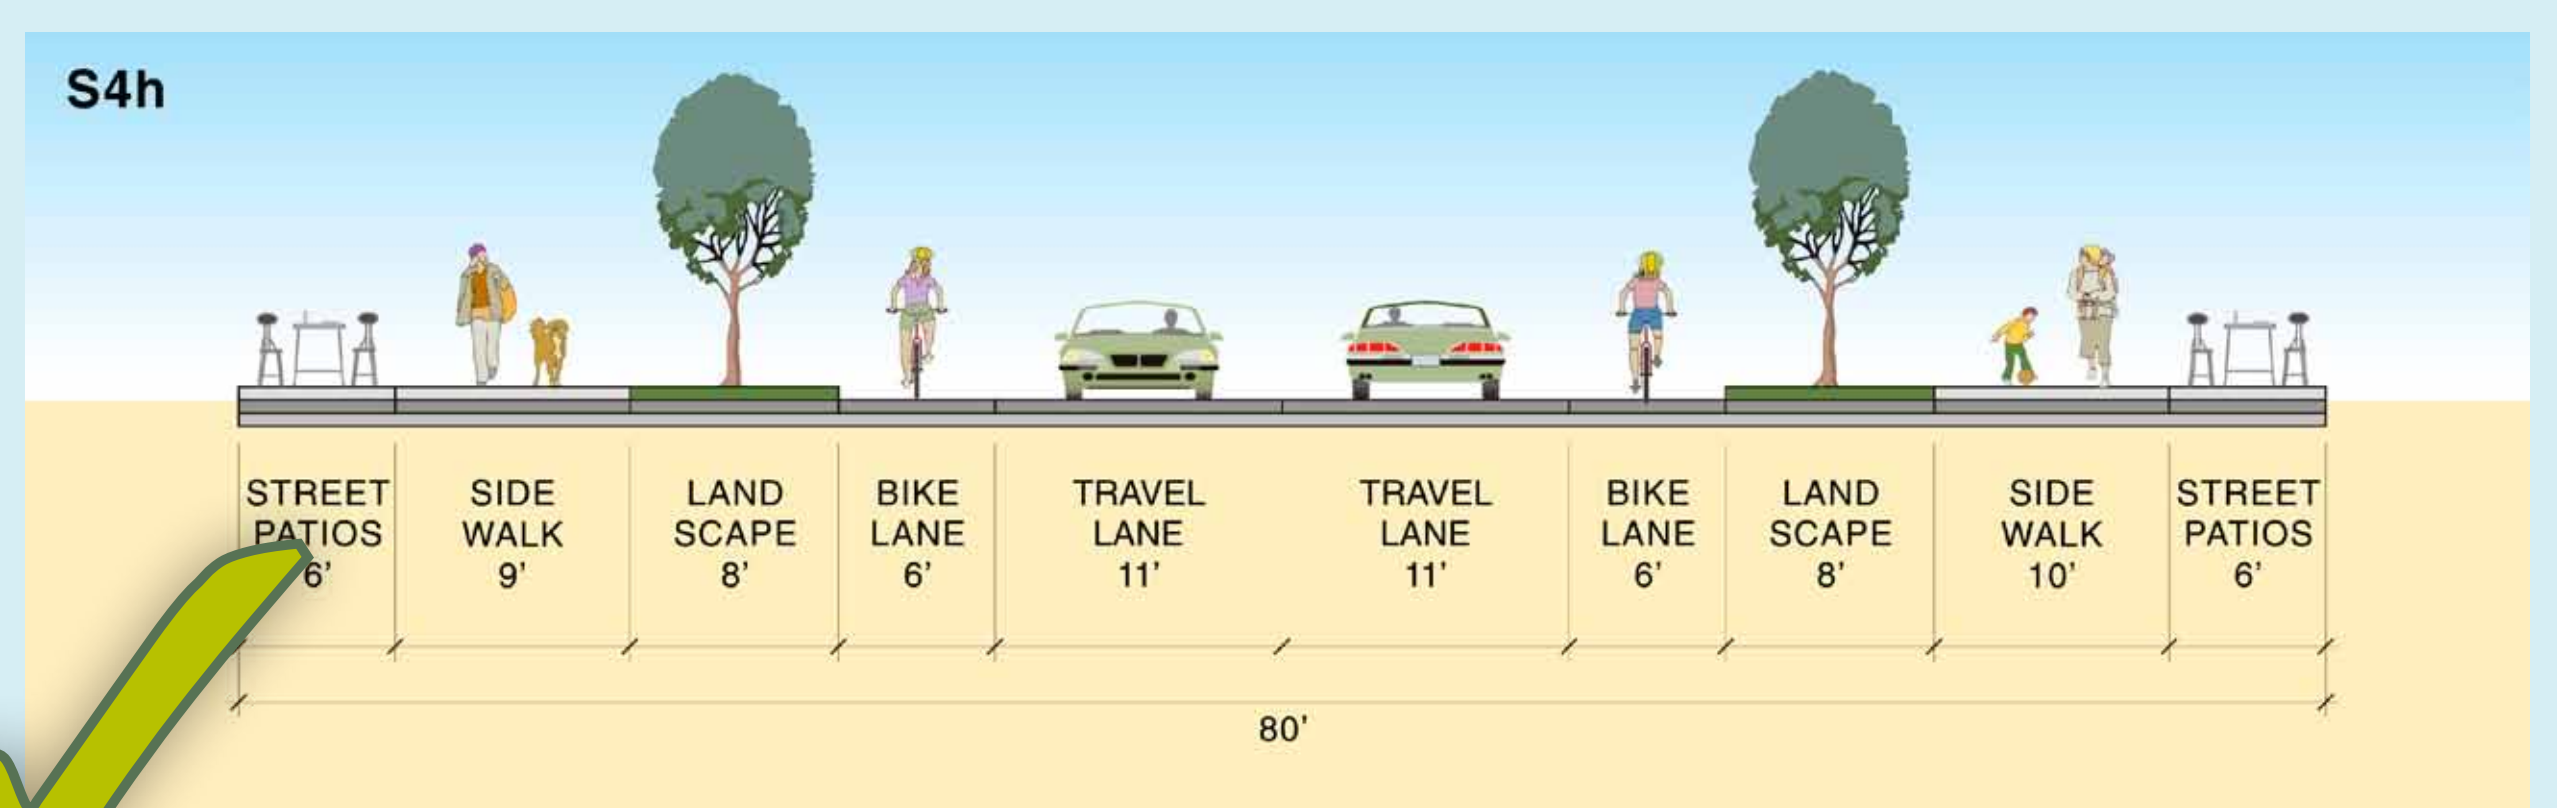 S4h
STREET
PATIOS
6'
SIDE
WALK
9'
LAND
SCAPE
8'
BIKE
LANE
6'
TRAVEL
LANE
11'
TRAVEL
LANE
11'
BIKE
LANE
6'
LAND
SCAPE
8'
SIDE
WALK
10'
STREET
PATIOS
6'
80'